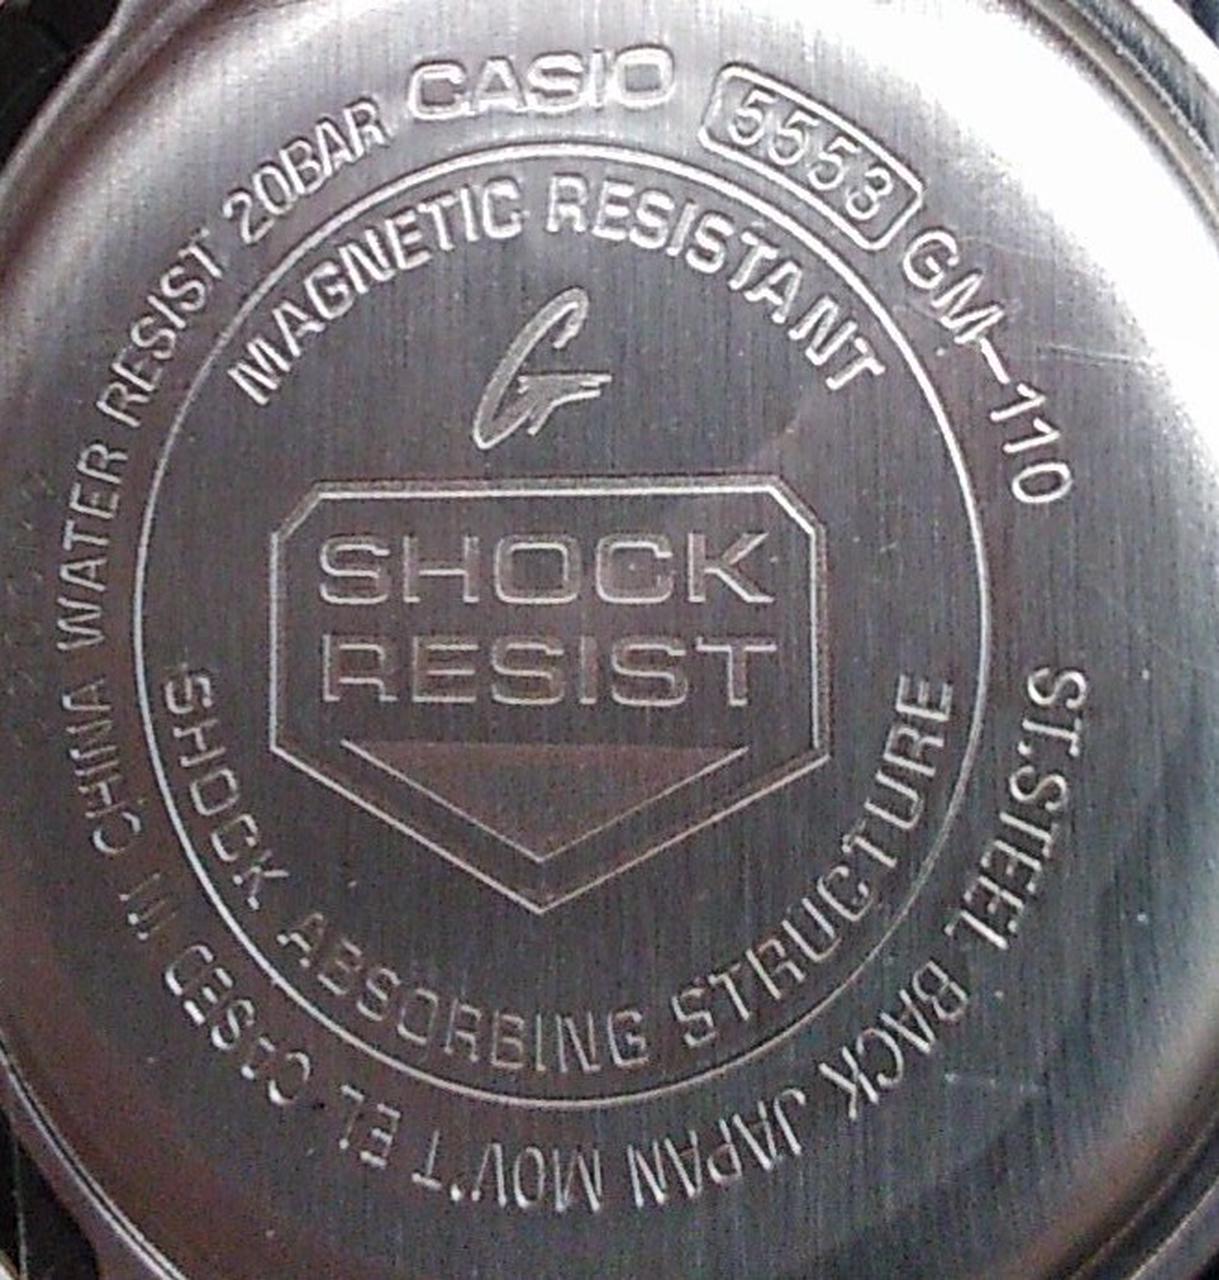 CASIO 5553 GM-110
ST.STEEL BACK JAPAN MOV'T EL CASED IN CHINA WATER RESIST 20BAR
MAGNETIC RESISTANT
G
SHOCK
RESIST
SHOCK ABSORBING STRUCTURE